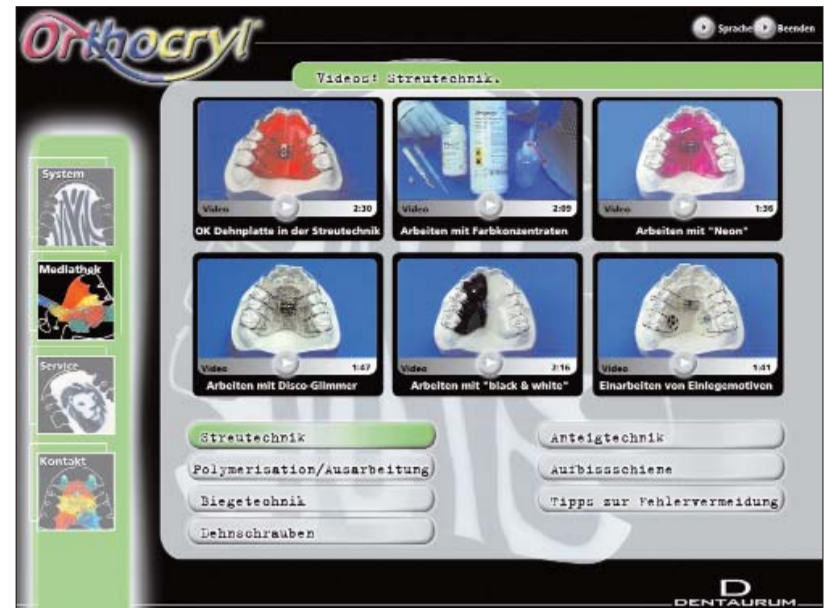 Orthocryl
Sprache Beenden
Videos: Streutechnik.
System
Mediathek
Service
Kontakt
Video 2:30
OK Dehnplatte in der Streutechnik
Video 2:09
Arbeiten mit Farbkonzentraten
Video 1:36
Arbeiten mit "Neon"
Video 1:47
Arbeiten mit Disco-Glimmer
Video 2:16
Arbeiten mit "black & white"
Video 1:41
Einarbeiten von Einlegemotiven
Streutechnik
Polymerisation/Ausarbeitung
Biegetechnik
Dehnschrauben
Anteigtechnik
Aufbissschiene
Tipps zur Fehlervermeidung
D
DENTAURUM